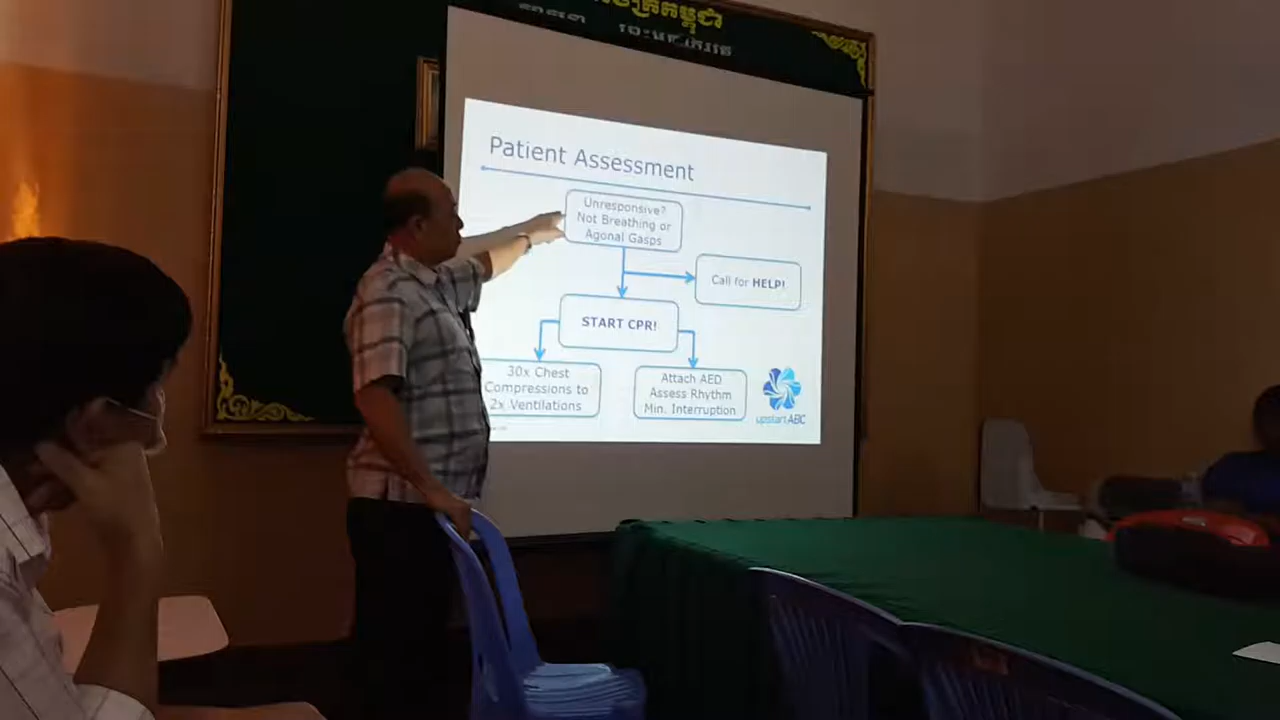 Patient Assessment
Unresponsive?
Not Breathing or
Agonal Gasps
Call for HELP!
START CPR!
30x Chest
Compressions to
2x Ventilations
Attach AED
Assess Rhythm
Min. Interruption
upstart ABC